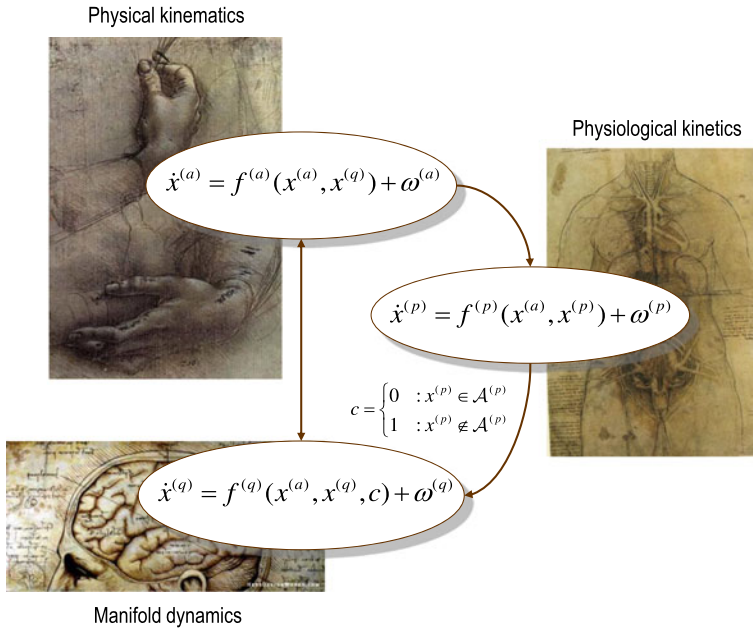 Physical kinematics
Physiological kinetics
ẋ⁽ᵃ⁾ = f⁽ᵃ⁾(x⁽ᵃ⁾, x⁽q⁾) + ω⁽ᵃ⁾
ẋ⁽ᵖ⁾ = f⁽ᵖ⁾(x⁽ᵃ⁾, x⁽ᵖ⁾) + ω⁽ᵖ⁾
c = {0 : x⁽ᵖ⁾ ∈ 𝒜⁽ᵖ⁾
1 : x⁽ᵖ⁾ ∉ 𝒜⁽ᵖ⁾
ẋ⁽q⁾ = f⁽q⁾(x⁽ᵃ⁾, x⁽q⁾, c) + ω⁽q⁾
Manifold dynamics